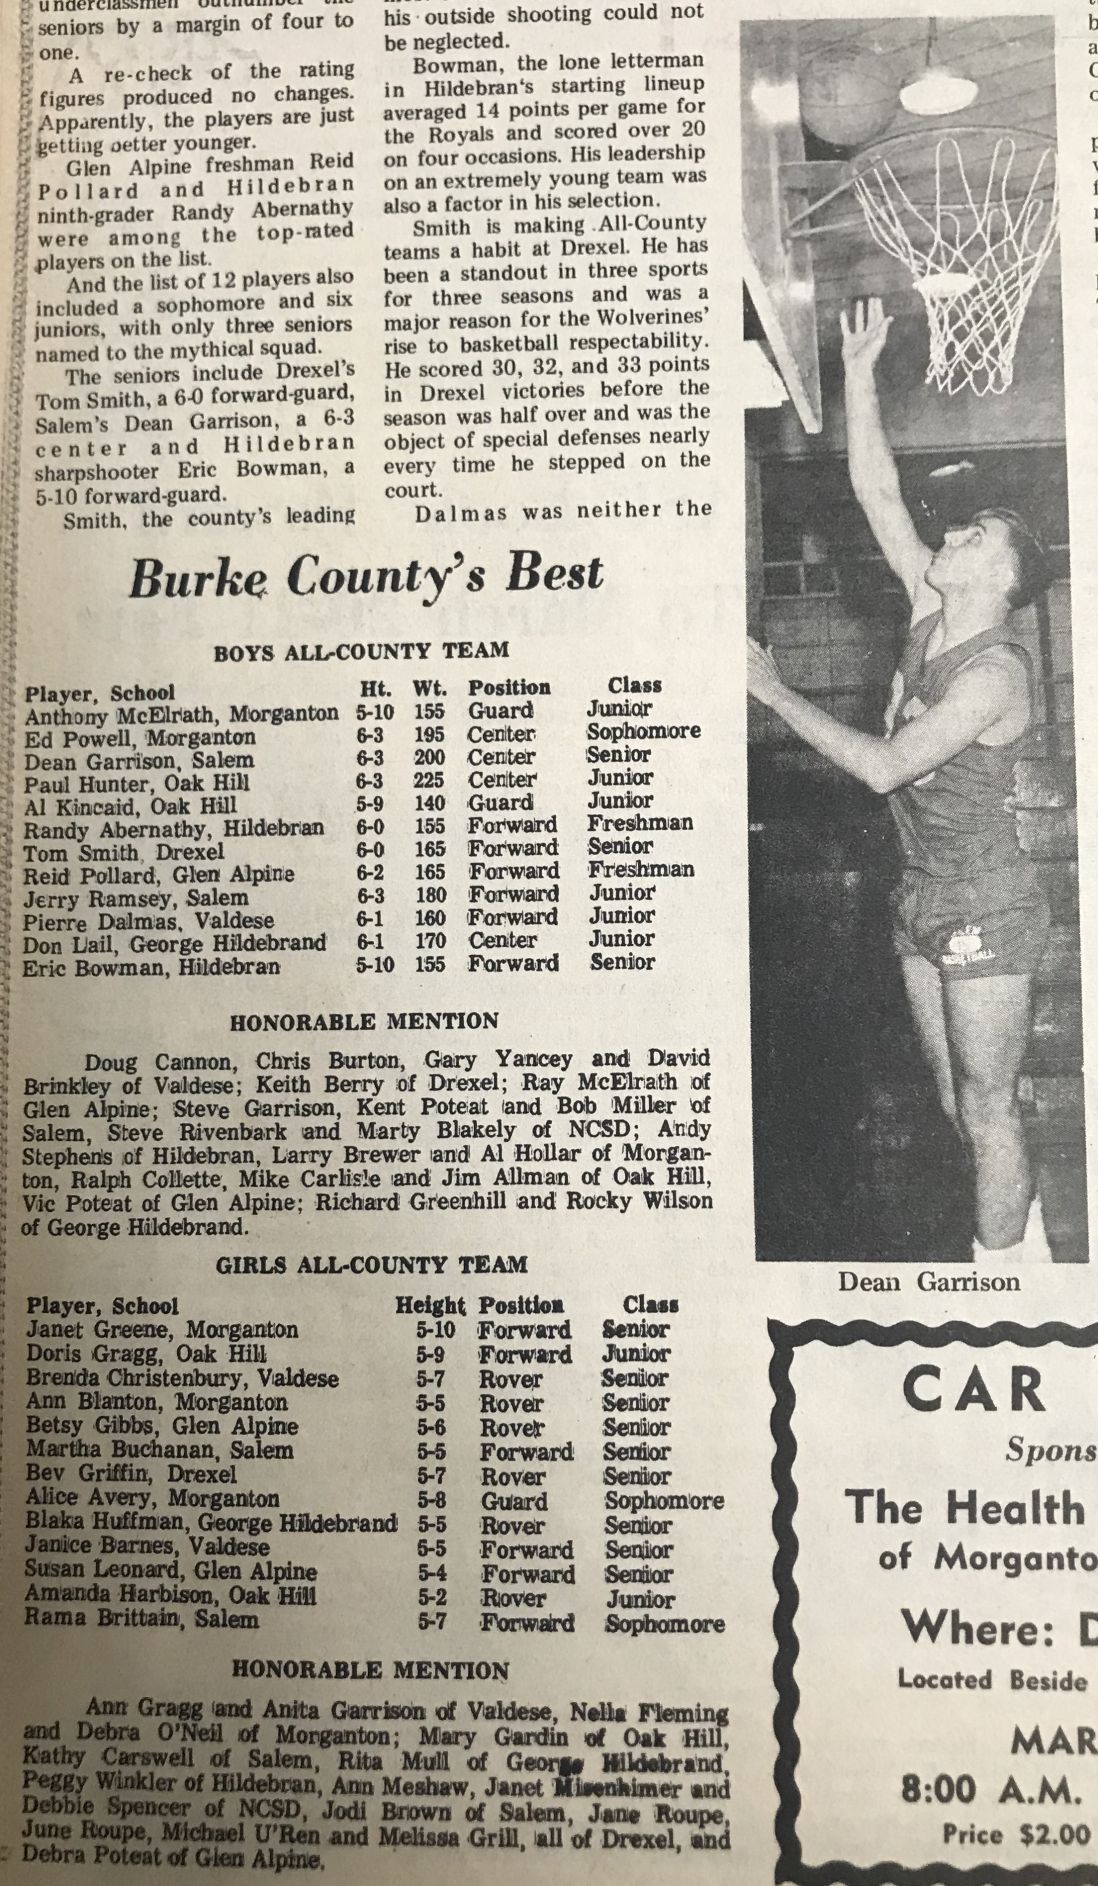 underclassmen outnumber the
seniors by a margin of four to
one.
A re-check of the rating
figures produced no changes.
Apparently, the players are just
getting better younger.
Glen Alpine freshman Reid
Pollard and Hildebran
ninth-grader Randy Abernathy
were among the top-rated
players on the list.
And the list of 12 players also
included a sophomore and six
juniors, with only three seniors
named to the mythical squad.
The seniors include Drexel's
Tom Smith, a 6-0 forward-guard,
Salem's Dean Garrison, a 6-3
center and Hildebran
sharpshooter Eric Bowman, a
5-10 forward-guard.
Smith, the county's leading
his outside shooting could not
be neglected.
Bowman, the lone letterman
in Hildebran's starting lineup
averaged 14 points per game for
the Royals and scored over 20
on four occasions. His leadership
on an extremely young team was
also a factor in his selection.
Smith is making All-County
teams a habit at Drexel. He has
been a standout in three sports
for three seasons and was a
major reason for the Wolverines'
rise to basketball respectability.
He scored 30, 32, and 33 points
in Drexel victories before the
season was half over and was the
object of special defenses nearly
every time he stepped on the
court.
Dalmas was neither the
Burke County's Best
BOYS ALL-COUNTY TEAM
Player, School Ht. Wt. Position Class
Anthony McElrath, Morganton 5-10 155 Guard Junior
Ed Powell, Morganton 6-3 195 Center Sophomore
Dean Garrison, Salem 6-3 200 Center Senior
Paul Hunter, Oak Hill 6-3 225 Center Junior
Al Kincaid, Oak Hill 5-9 140 Guard Junior
Randy Abernathy, Hildebran 6-0 155 Forward Freshman
Tom Smith, Drexel 6-0 165 Forward Senior
Reid Pollard, Glen Alpine 6-2 165 Forward Freshman
Jerry Ramsey, Salem 6-3 180 Forward Junior
Pierre Dalmas, Valdese 6-1 160 Forward Junior
Don Lail, George Hildebrand 6-1 170 Center Junior
Eric Bowman, Hildebran 5-10 155 Forward Senior
HONORABLE MENTION
Doug Cannon, Chris Burton, Gary Yancey and David
Brinkley of Valdese; Keith Berry of Drexel; Ray McElrath of
Glen Alpine; Steve Garrison, Kent Poteat and Bob Miller of
Salem, Steve Rivenbark and Marty Blakely of NCSD; Andy
Stephens of Hildebran, Larry Brewer and Al Hollar of Morgan-
ton, Ralph Collette, Mike Carlisle and Jim Allman of Oak Hill,
Vic Poteat of Glen Alpine; Richard Greenhill and Rocky Wilson
of George Hildebrand.
GIRLS ALL-COUNTY TEAM
Player, School Height Position Class
Janet Greene, Morganton 5-10 Forward Senior
Doris Gragg, Oak Hill 5-9 Forward Junior
Brenda Christenbury, Valdese 5-7 Rover Senior
Ann Blanton, Morganton 5-5 Rover Senior
Betsy Gibbs, Glen Alpine 5-6 Rover Senior
Martha Buchanan, Salem 5-5 Forward Senior
Bev Griffin, Drexel 5-7 Rover Senior
Alice Avery, Morganton 5-8 Guard Sophomore
Blaka Huffman, George Hildebrand 5-5 Rover Senior
Janice Barnes, Valdese 5-5 Forward Senior
Susan Leonard, Glen Alpine 5-4 Forward Senior
Amanda Harbison, Oak Hill 5-2 Rover Junior
Rama Brittain, Salem 5-7 Forward Sophomore
HONORABLE MENTION
Ann Gragg and Anita Garrison of Valdese, Nella Fleming
and Debra O'Neil of Morganton; Mary Gardin of Oak Hill,
Kathy Carswell of Salem, Rita Mull of George Hildebrand,
Peggy Winkler of Hildebran, Ann Meshaw, Janet Misenhimer and
Debbie Spencer of NCSD, Jodi Brown of Salem, Jane Roupe,
June Roupe, Michael U'Ren and Melissa Grill, all of Drexel, and
Debra Poteat of Glen Alpine.
Dean Garrison
CAR
Spons
The Health
of Morganto
Where: D
Located Beside
MAR
8:00 A.M.
Price $2.00